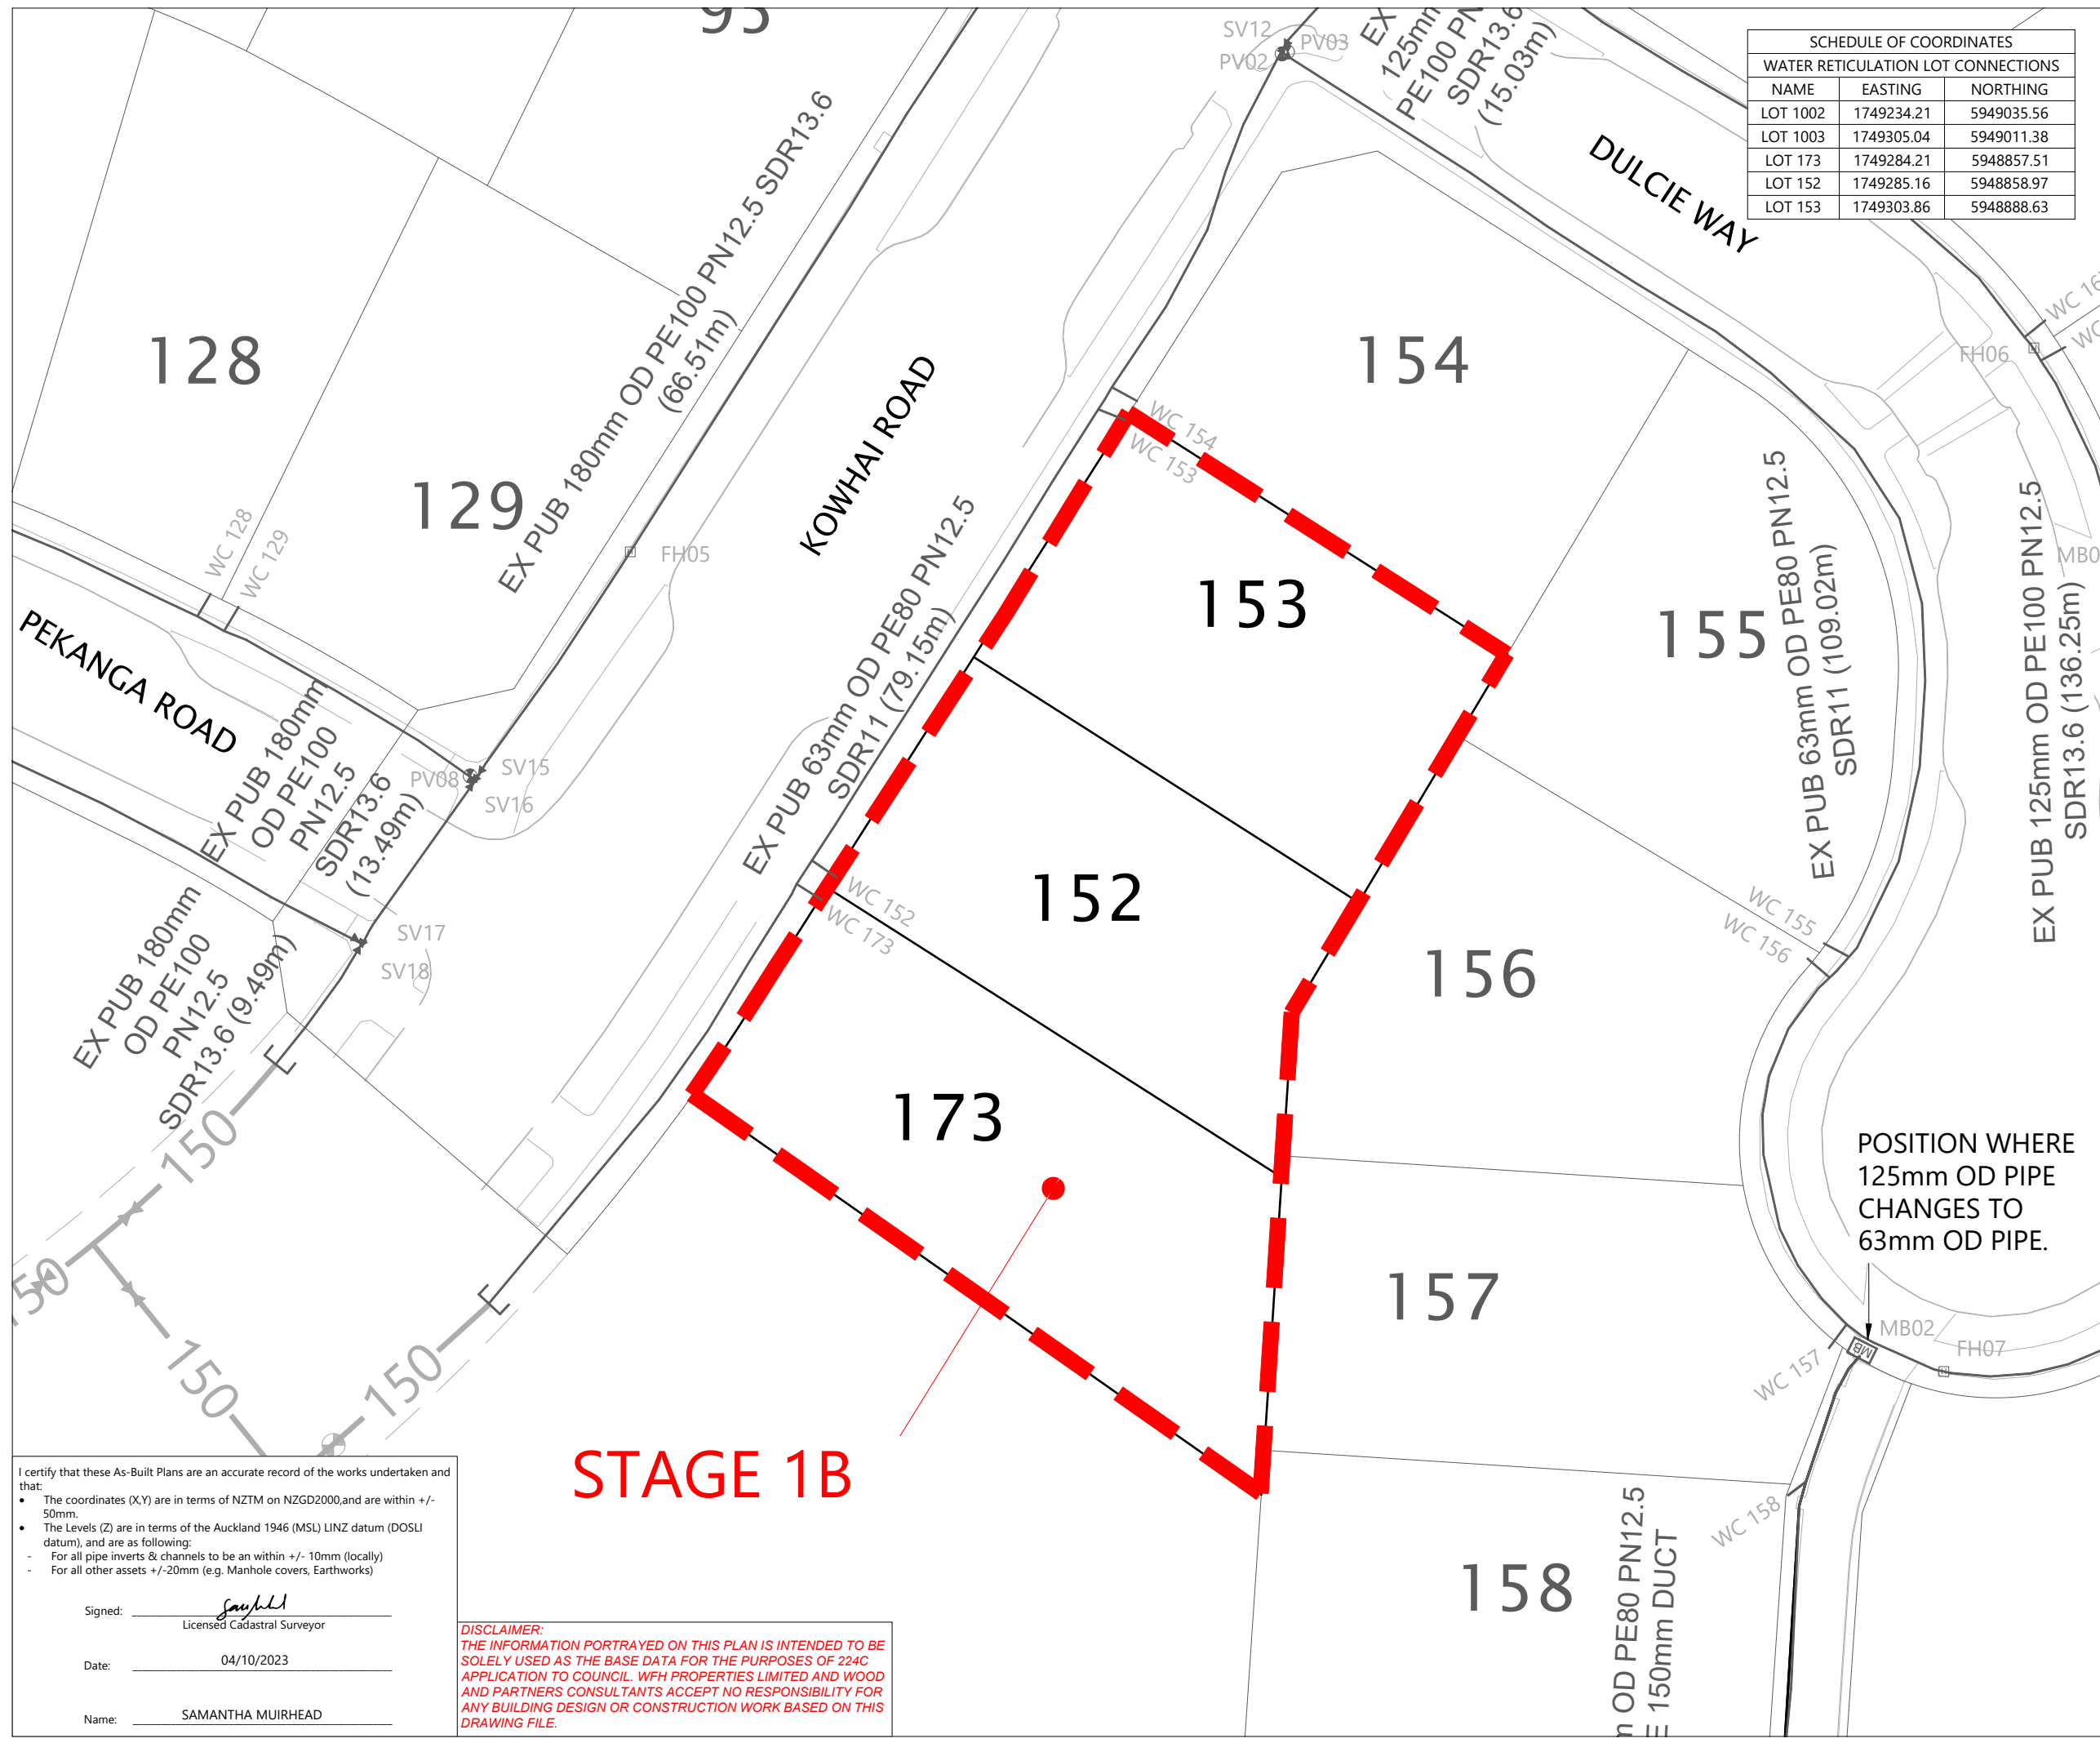 93
SV12
PV02
PV03
EX
125mm
PE100 PN
SDR13.6
(15.03m)
SCHEDULE OF COORDINATES
WATER RETICULATION LOT CONNECTIONS
NAME EASTING NORTHING
LOT 1002 1749234.21 5949035.56
LOT 1003 1749305.04 5949011.38
LOT 173 1749284.21 5948857.51
LOT 152 1749285.16 5948858.97
LOT 153 1749303.86 5948888.63
DULCIE WAY
EX PUB 180mm OD PE100 PN12.5 SDR13.6
(66.51m)
128
129
WC 128
WC 129
FH05
KOWHAI ROAD
154
WC 154
WC 153
FH06
WC 16
WC
MB0
153
155
EX PUB 63mm OD PE80 PN12.5
SDR11 (109.02m)
EX PUB 125mm OD PE100 PN12.5
SDR13.6 (136.25m)
PEKANGA ROAD
EX PUB 180mm
OD PE100
PN12.5
SDR13.6
(13.49m)
PV08
SV15
SV16
EX PUB 63mm OD PE80 PN12.5
SDR11 (79.15m)
152
WC 152
WC 173
156
WC 155
WC 156
EX PUB 180mm
OD PE100
PN12.5
SDR13.6 (9.49m)
SV17
SV18
173
150
50
150
150
157
POSITION WHERE
125mm OD PIPE
CHANGES TO
63mm OD PIPE.
MB02
MB
FH07
WC 157
STAGE 1B
158
WC 158
OD PE80 PN12.5
150mm DUCT
I certify that these As-Built Plans are an accurate record of the works undertaken and
that:
• The coordinates (X,Y) are in terms of NZTM on NZGD2000,and are within +/-
50mm.
• The Levels (Z) are in terms of the Auckland 1946 (MSL) LINZ datum (DOSLI
datum), and are as following:
- For all pipe inverts & channels to be an within +/- 10mm (locally)
- For all other assets +/-20mm (e.g. Manhole covers, Earthworks)
Signed:
Licensed Cadastral Surveyor
Date: 04/10/2023
Name: SAMANTHA MUIRHEAD
DISCLAIMER:
THE INFORMATION PORTRAYED ON THIS PLAN IS INTENDED TO BE
SOLELY USED AS THE BASE DATA FOR THE PURPOSES OF 224C
APPLICATION TO COUNCIL. WFH PROPERTIES LIMITED AND WOOD
AND PARTNERS CONSULTANTS ACCEPT NO RESPONSIBILITY FOR
ANY BUILDING DESIGN OR CONSTRUCTION WORK BASED ON THIS
DRAWING FILE.